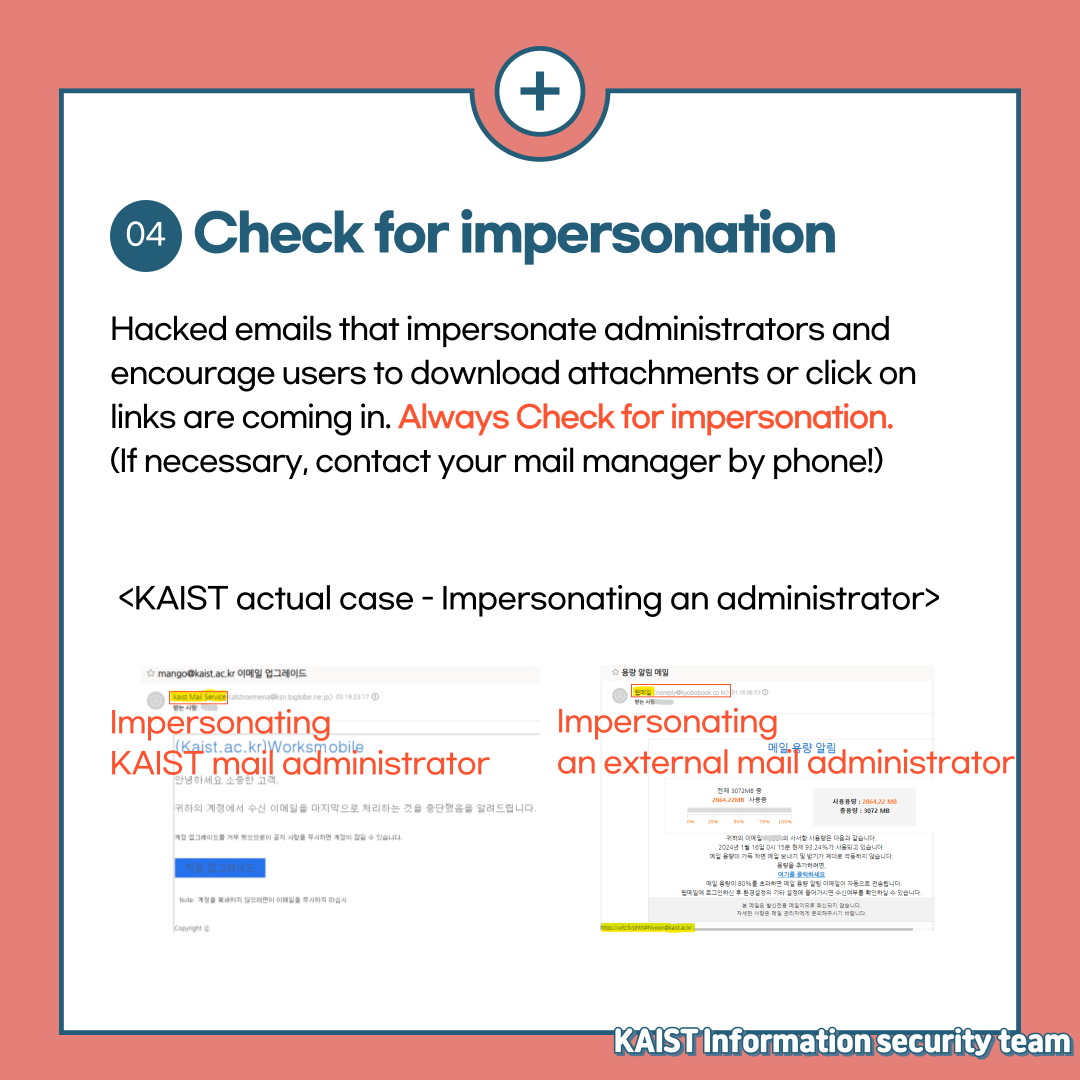 04 Check for impersonation
Hacked emails that impersonate administrators and
encourage users to download attachments or click on
links are coming in. Always Check for impersonation.
(If necessary, contact your mail manager by phone!)
<KAIST actual case - Impersonating an administrator>
☆ mango@kaist.ac.kr 이메일 업그레이드
kaist Mail Service 03.19 23:17
받는 사람:
Impersonating
(Kaist.ac.kr)Worksmobile
KAIST mail administrator
안녕하세요 소중한 고객.
귀하의 계정에서 수신 이메일을 마지막으로 처리하는 것을 중단했음을 알려드립니다.
계정 업그레이드를 거부 이 공지 사항을 무시하면 계정이 잠길 수 있습니다.
업그레이드
Note: 계정을 폐쇄하지 않으려면이 이메일을 무시하지 마십시
Copyright ⓒ
☆ 용량 알림 메일
웹메일 <noreply@kyobobook.co.kr> 01.16 08:53
받는 사람
Impersonating
메일 용량 알림
an external mail administrator
전체 3072MB 중
2864.22MB 사용중
0% 25% 50% 75% 100%
사용용량 : 2864.22 MB
총용량 : 3072 MB
귀하의 이메일 의 사서함 사용량은 다음과 같습니다.
2024년 1월 16일 0시 15분 현재 93.24%가 사용되고 있습니다.
메일 용량이 가득 차면 메일 보내기 및 받기가 제대로 작동하지 않습니다.
용량을 추가하려면,
여기를 클릭하세요
메일 용량이 80%를 초과하면 메일 용량 알림 이메일이 자동으로 전송됩니다.
웹메일에 로그인하신 후 환경설정의 기타 설정에 들어가시면 수신여부를 확인하실 수 있습니다.
본 메일은 발신전용 메일이므로 회신되지 않습니다.
자세한 사항은 메일 관리자에게 문의해주시기 바랍니다.
KAIST Information security team